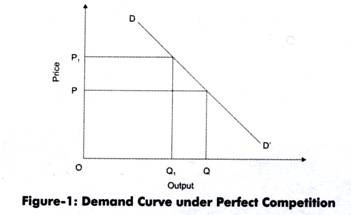 D
P₁
Price
P
D'
O
Q₁
Q
Output
Figure-1: Demand Curve under Perfect Competition